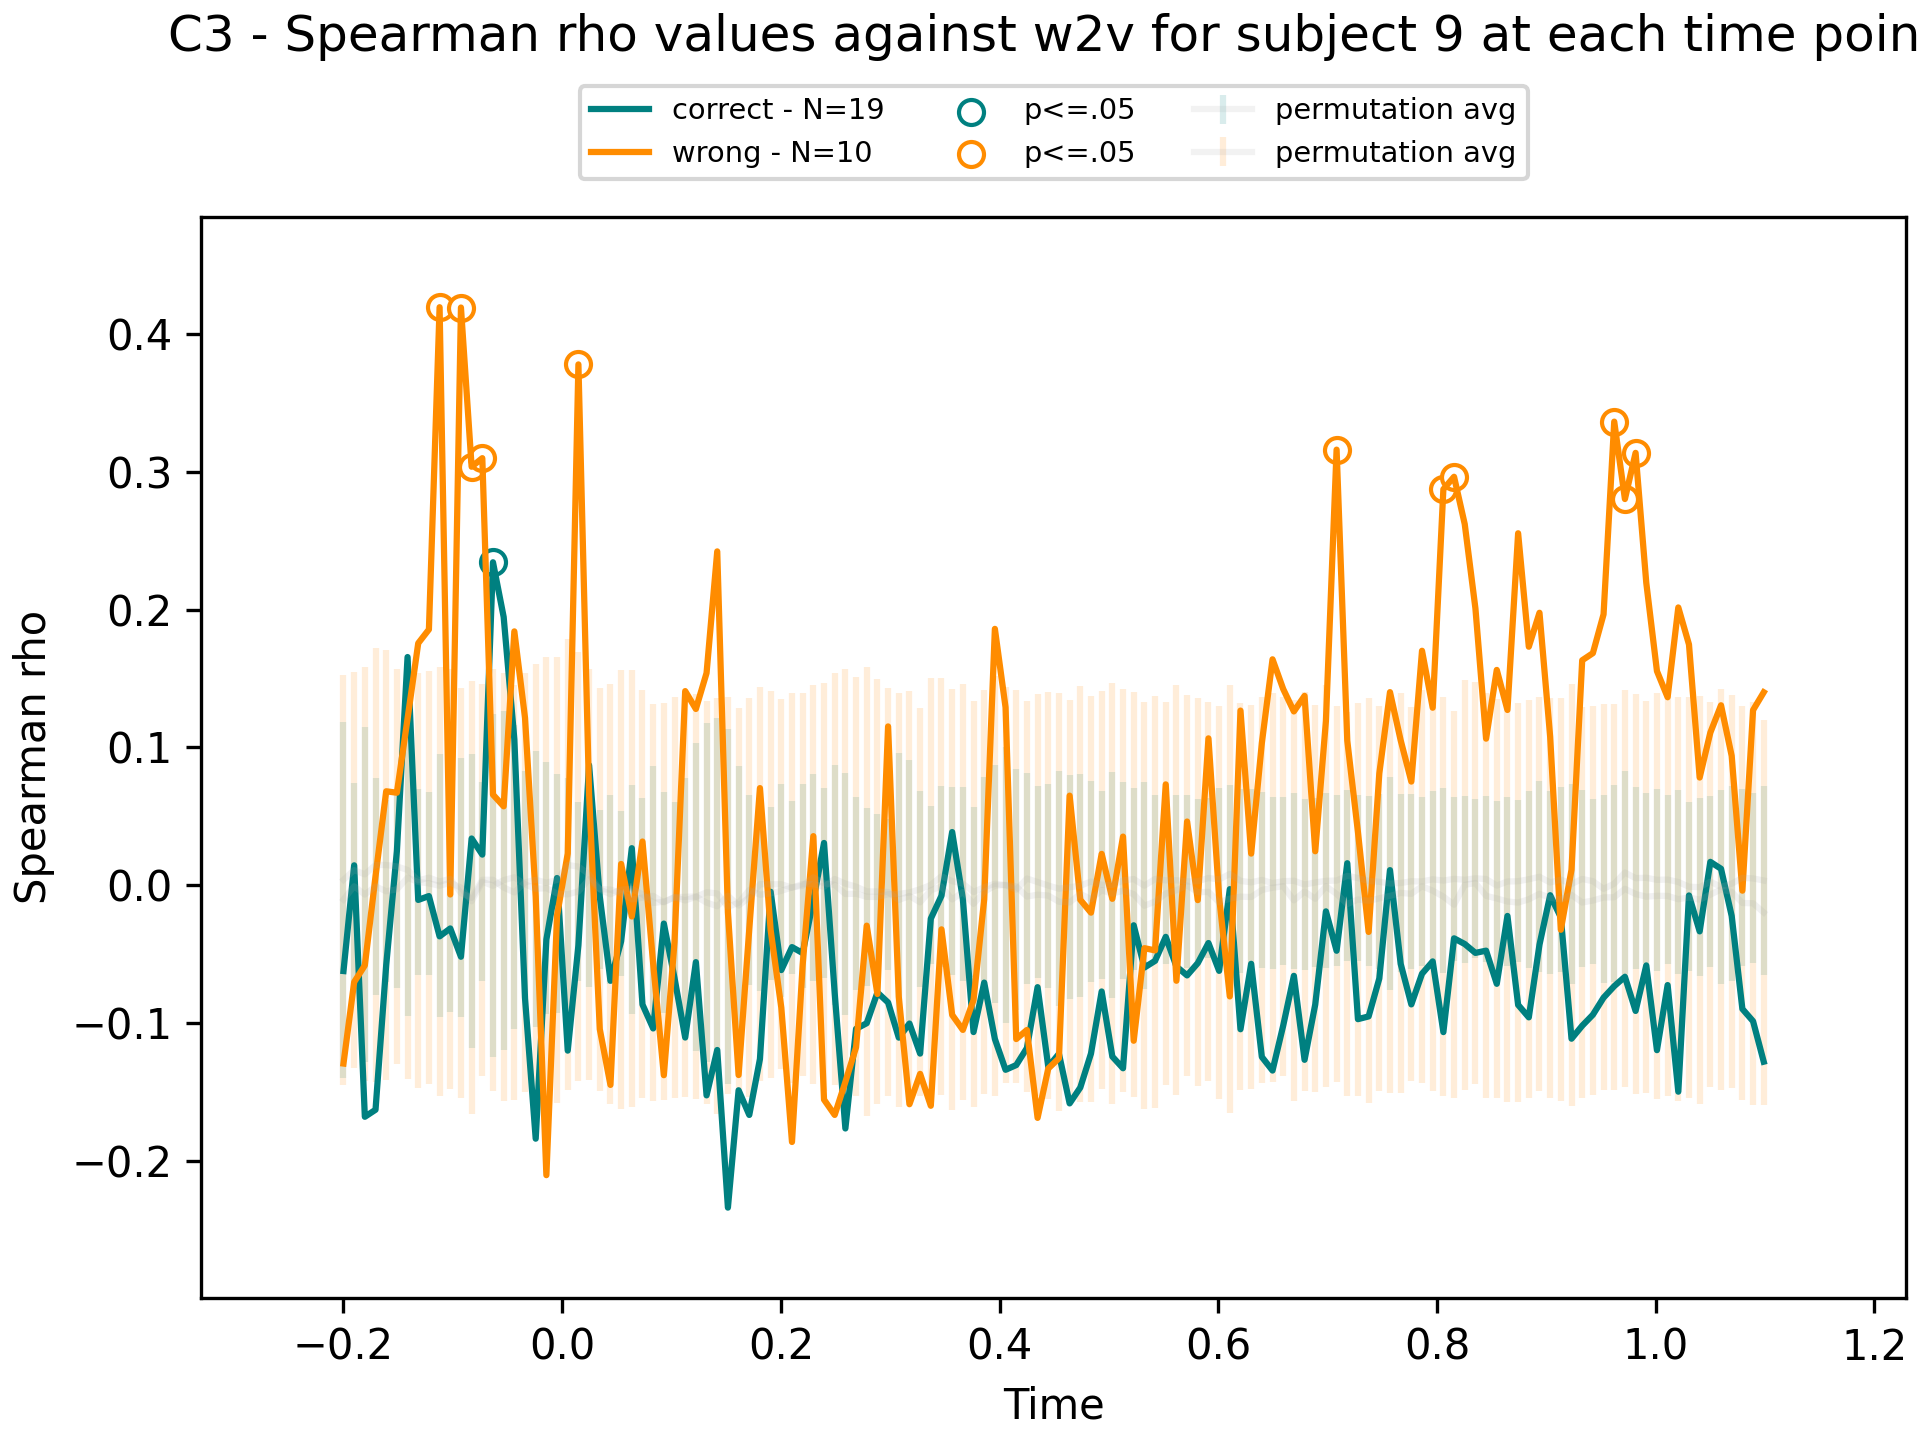 C3 - Spearman rho values against w2v for subject 9 at each time poin
correct - N=19
wrong - N=10
p<=.05
p<=.05
permutation avg
permutation avg
Spearman rho
0.4
0.3
0.2
0.1
0.0
−0.1
−0.2
−0.2 0.0 0.2 0.4 0.6 0.8 1.0 1.2
Time